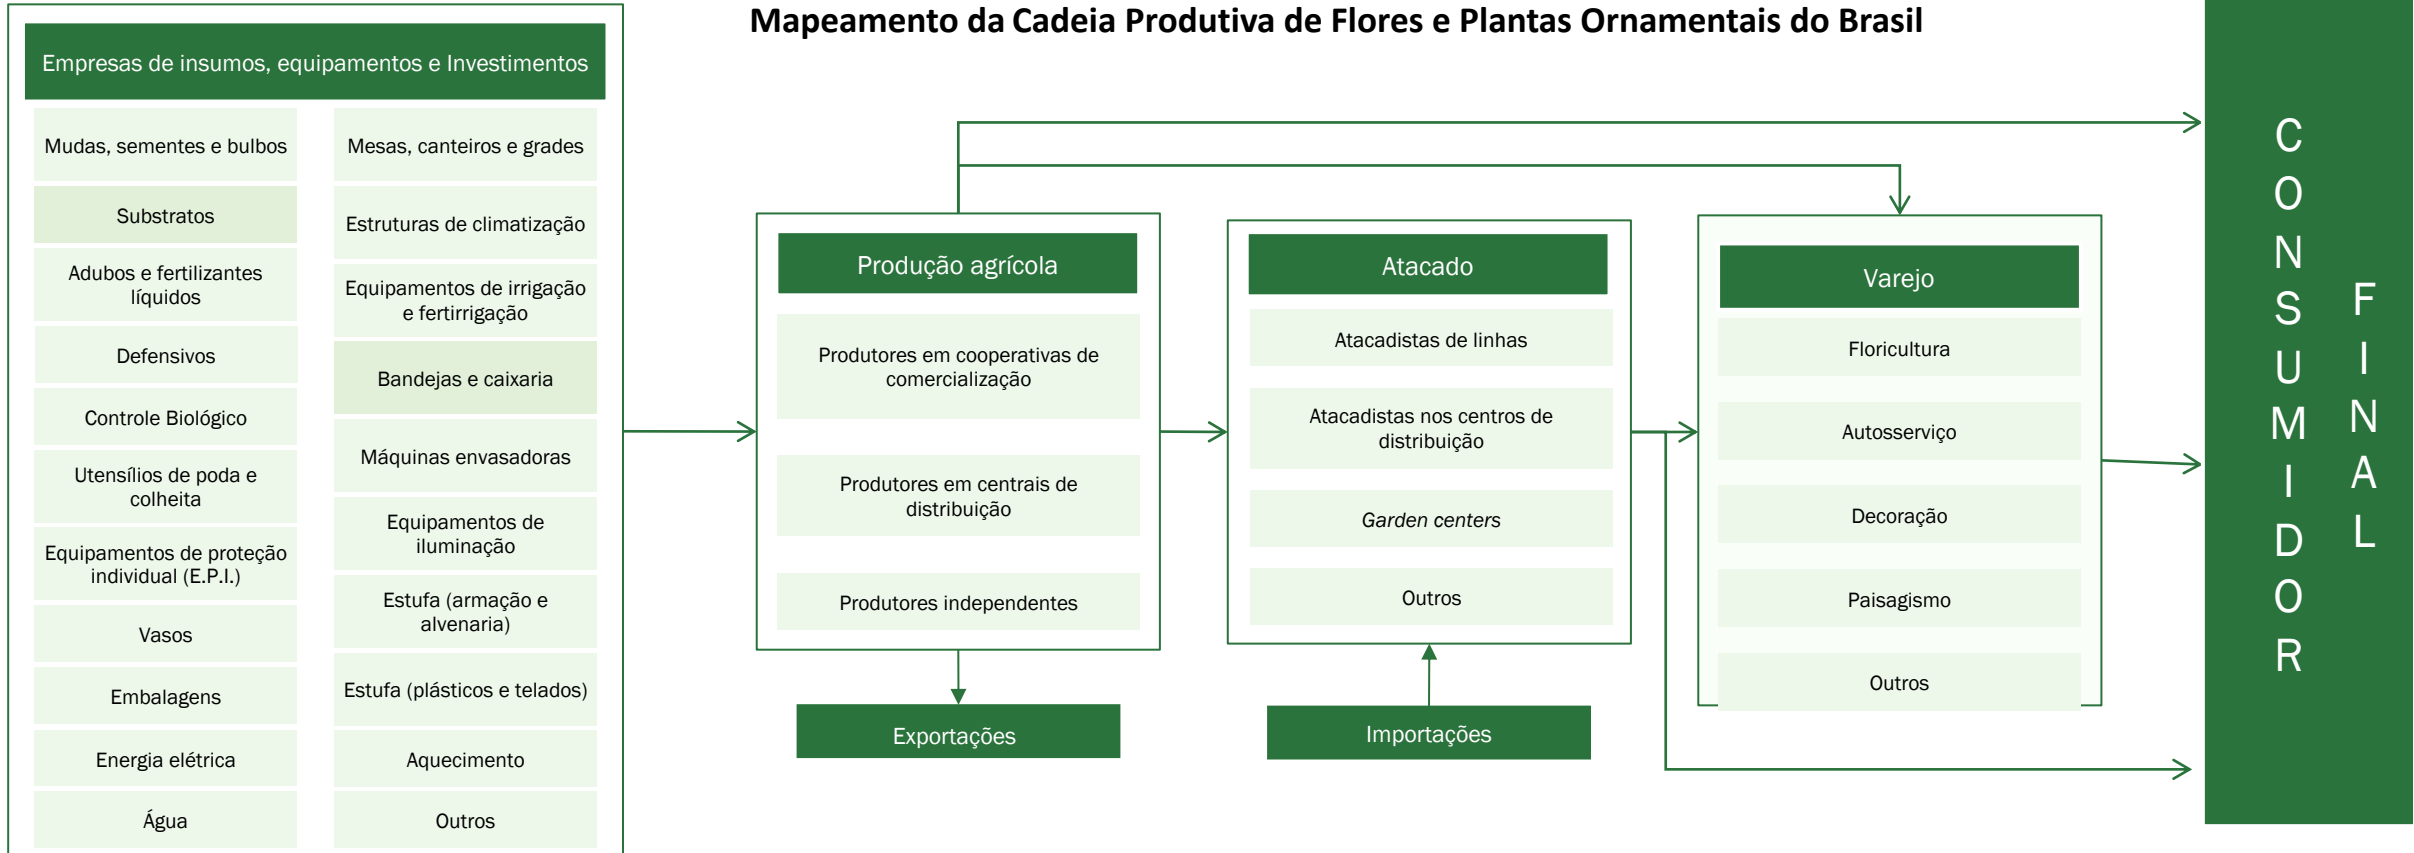 Mapeamento da Cadeia Produtiva de Flores e Plantas Ornamentais do Brasil
Empresas de insumos, equipamentos e Investimentos
Mudas, sementes e bulbos
Substratos
Adubos e fertilizantes
líquidos
Defensivos
Controle Biológico
Utensílios de poda e
colheita
Equipamentos de proteção
individual (E.P.I.)
Vasos
Embalagens
Energia elétrica
Água
Mesas, canteiros e grades
Estruturas de climatização
Equipamentos de irrigação
e fertirrigação
Bandejas e caixaria
Máquinas envasadoras
Equipamentos de
iluminação
Estufa (armação e
alvenaria)
Estufa (plásticos e telados)
Aquecimento
Outros
Produção agrícola
Produtores em cooperativas de
comercialização
Produtores em centrais de
distribuição
Produtores independentes
Exportações
Atacado
Atacadistas de linhas
Atacadistas nos centros de
distribuição
Garden centers
Outros
Importações
Varejo
Floricultura
Autosserviço
Decoração
Paisagismo
Outros
CONSUMIDOR
FINAL